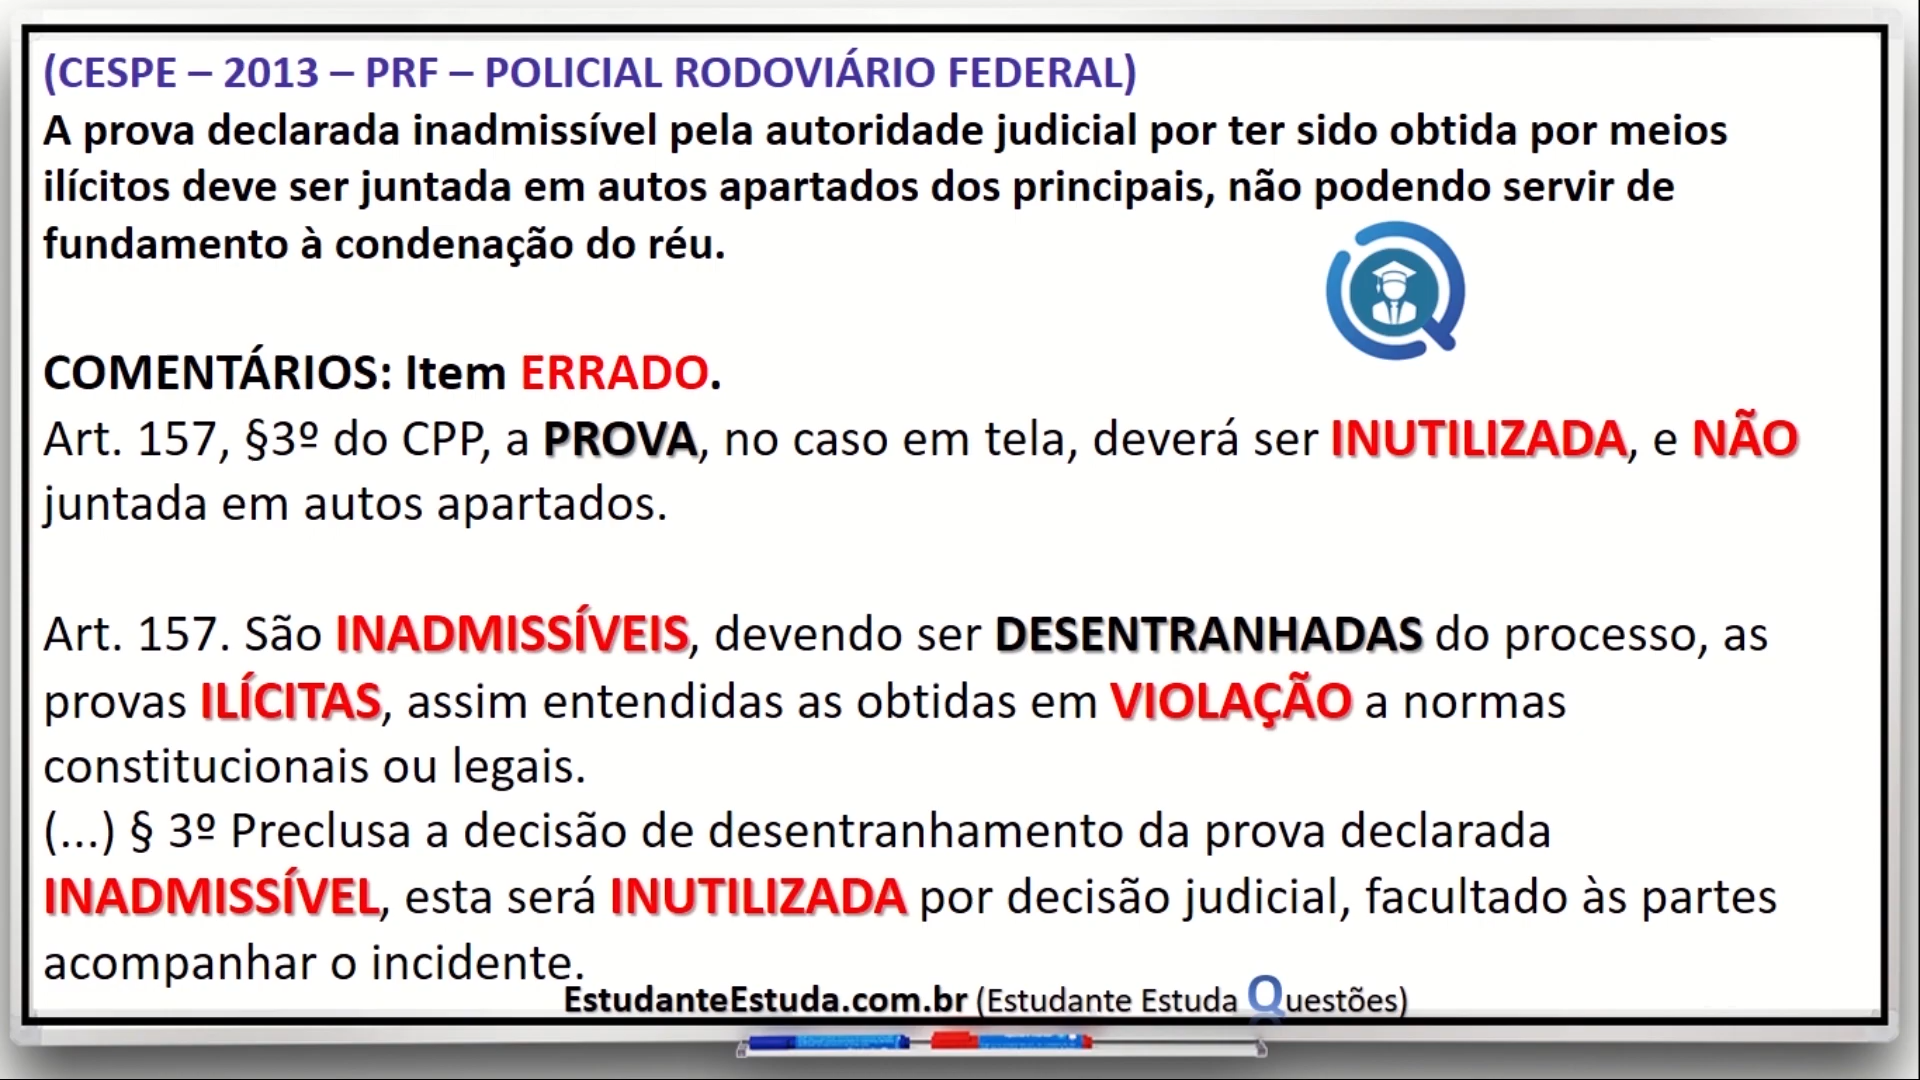 (CESPE – 2013 – PRF – POLICIAL RODOVIÁRIO FEDERAL)
A prova declarada inadmissível pela autoridade judicial por ter sido obtida por meios
ilícitos deve ser juntada em autos apartados dos principais, não podendo servir de
fundamento à condenação do réu.
COMENTÁRIOS: Item ERRADO.
Art. 157, §3º do CPP, a PROVA, no caso em tela, deverá ser INUTILIZADA, e NÃO
juntada em autos apartados.
Art. 157. São INADMISSÍVEIS, devendo ser DESENTRANHADAS do processo, as
provas ILÍCITAS, assim entendidas as obtidas em VIOLAÇÃO a normas
constitucionais ou legais.
(...) § 3º Preclusa a decisão de desentranhamento da prova declarada
INADMISSÍVEL, esta será INUTILIZADA por decisão judicial, facultado às partes
acompanhar o incidente.
EstudanteEstuda.com.br (Estudante Estuda Questões)